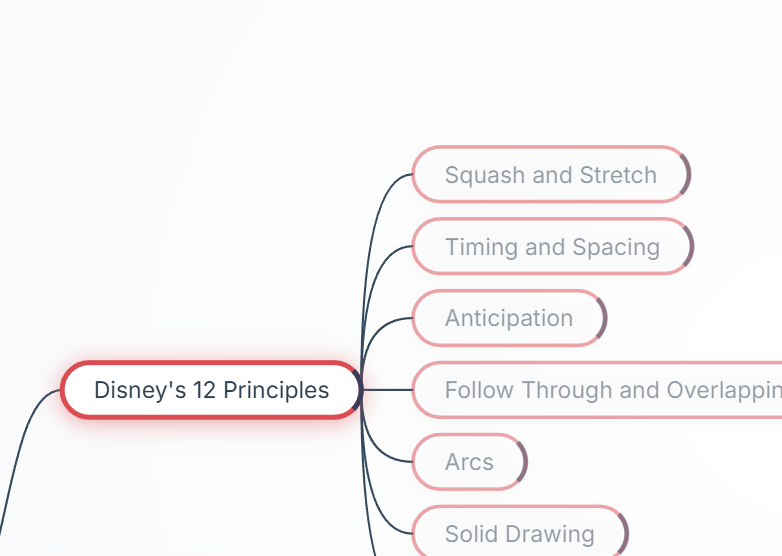 Squash and Stretch
Timing and Spacing
Anticipation
Disney's 12 Principles
Follow Through and Overlappin
Arcs
Solid Drawing